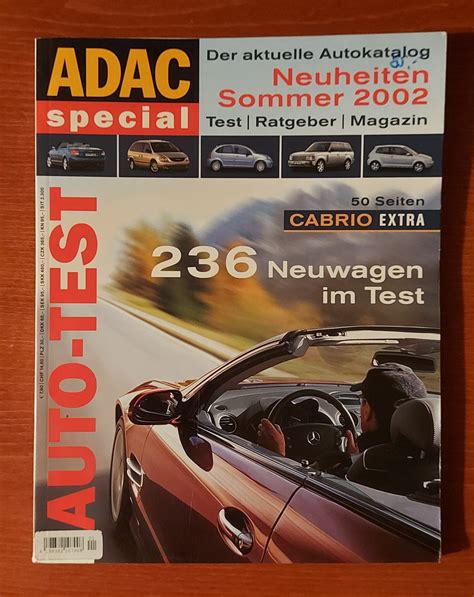 ADAC
special
Der aktuelle Autokatalog
Neuheiten
Sommer 2002
Test | Ratgeber | Magazin
50 Seiten
CABRIO EXTRA
236 Neuwagen
im Test
AUTO-TEST